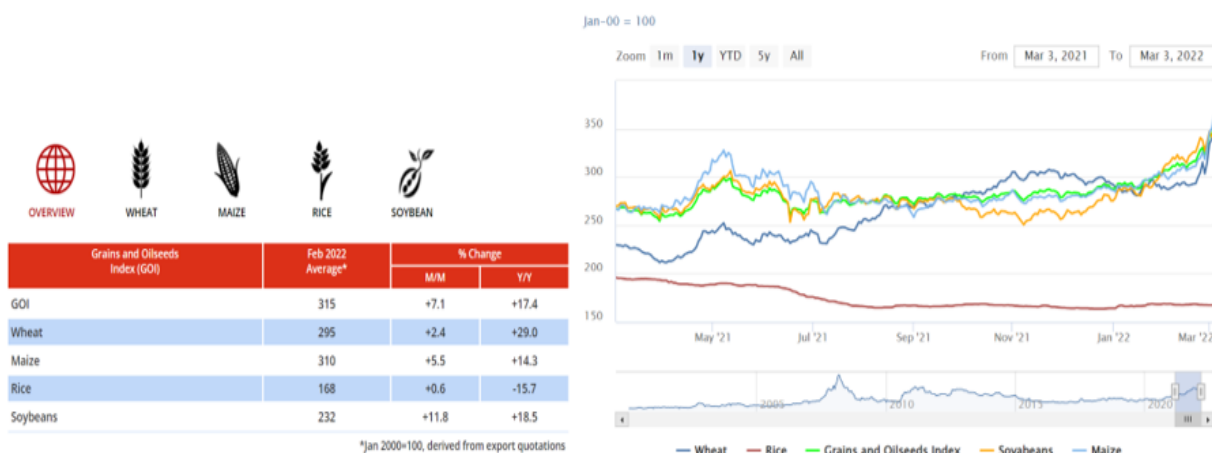 OVERVIEW WHEAT MAIZE RICE SOYBEAN
Grains and Oilseeds Index (GOI) Feb 2022 Average* % Change
M/M Y/Y
GOI 315 +7.1 +17.4
Wheat 295 +2.4 +29.0
Maize 310 +5.5 +14.3
Rice 168 +0.6 -15.7
Soybeans 232 +11.8 +18.5
*Jan 2000=100, derived from export quotations
Jan-00 = 100
Zoom 1m 1y YTD 5y All From Mar 3, 2021 To Mar 3, 2022
350
300
250
200
150
May '21 Jul '21 Sep '21 Nov '21 Jan '22 Mar '22
2005 2010 2015 2020
Wheat Rice Grains and Oilseeds Index Soyabeans Maize